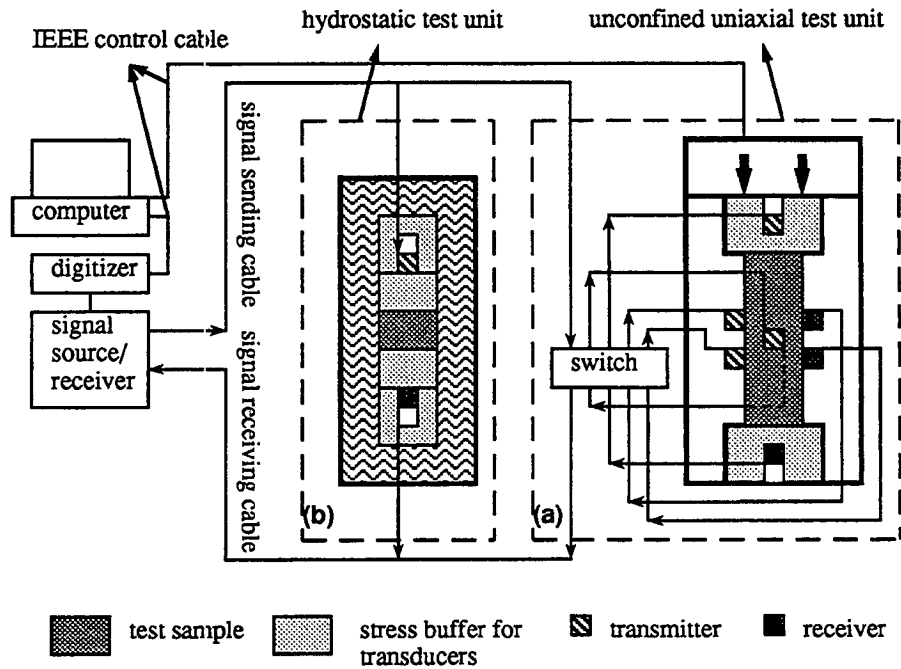 hydrostatic test unit
unconfined uniaxial test unit
IEEE control cable
computer
digitizer
signal
source/
receiver
signal sending cable
signal receiving cable
switch
(b)
(a)
test sample
stress buffer for
transducers
transmitter
receiver